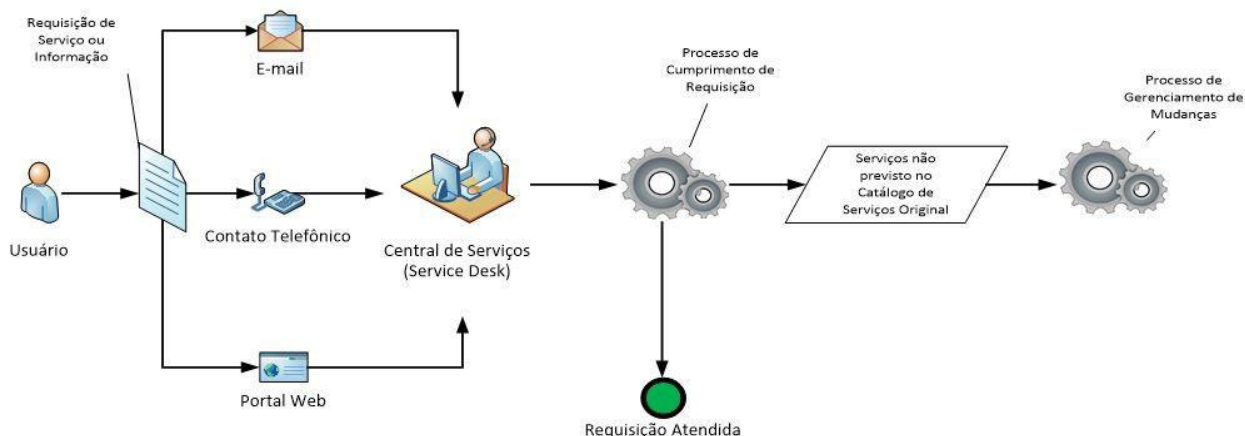 Requisição de
Serviço ou
Informação
E-mail
Usuário
Contato Telefônico
Portal Web
Central de Serviços
(Service Desk)
Processo de
Cumprimento de
Requisição
Requisição Atendida
Serviços não
previsto no
Catálogo de
Serviços Original
Processo de
Gerenciamento de
Mudanças